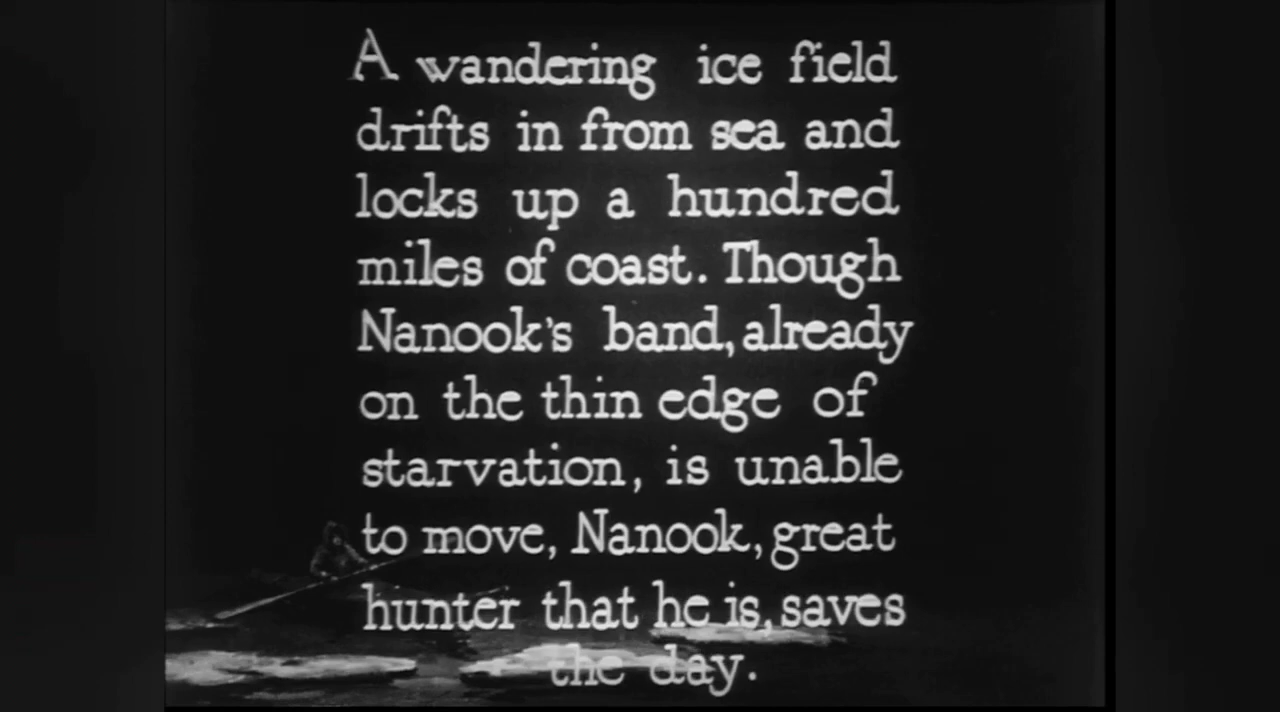 A wandering ice field
drifts in from sea and
locks up a hundred
miles of coast. Though
Nanook's band, already
on the thin edge of
starvation, is unable
to move, Nanook, great
hunter that he is, saves
the day.